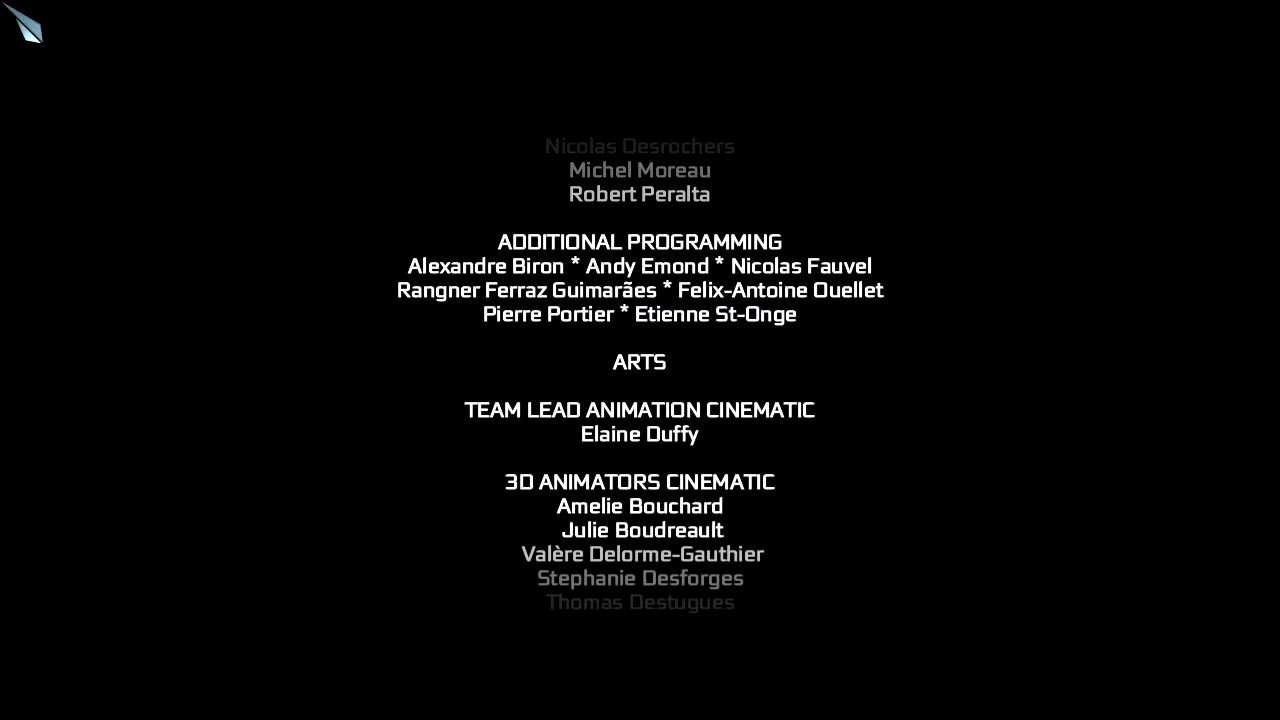 Nicolas Desrochers
Michel Moreau
Robert Peralta
ADDITIONAL PROGRAMMING
Alexandre Biron * Andy Emond * Nicolas Fauvel
Rangner Ferraz Guimarães * Felix-Antoine Ouellet
Pierre Portier * Etienne St-Onge
ARTS
TEAM LEAD ANIMATION CINEMATIC
Elaine Duffy
3D ANIMATORS CINEMATIC
Amelie Bouchard
Julie Boudreault
Valère Delorme-Gauthier
Stephanie Desforges
Thomas Destugues